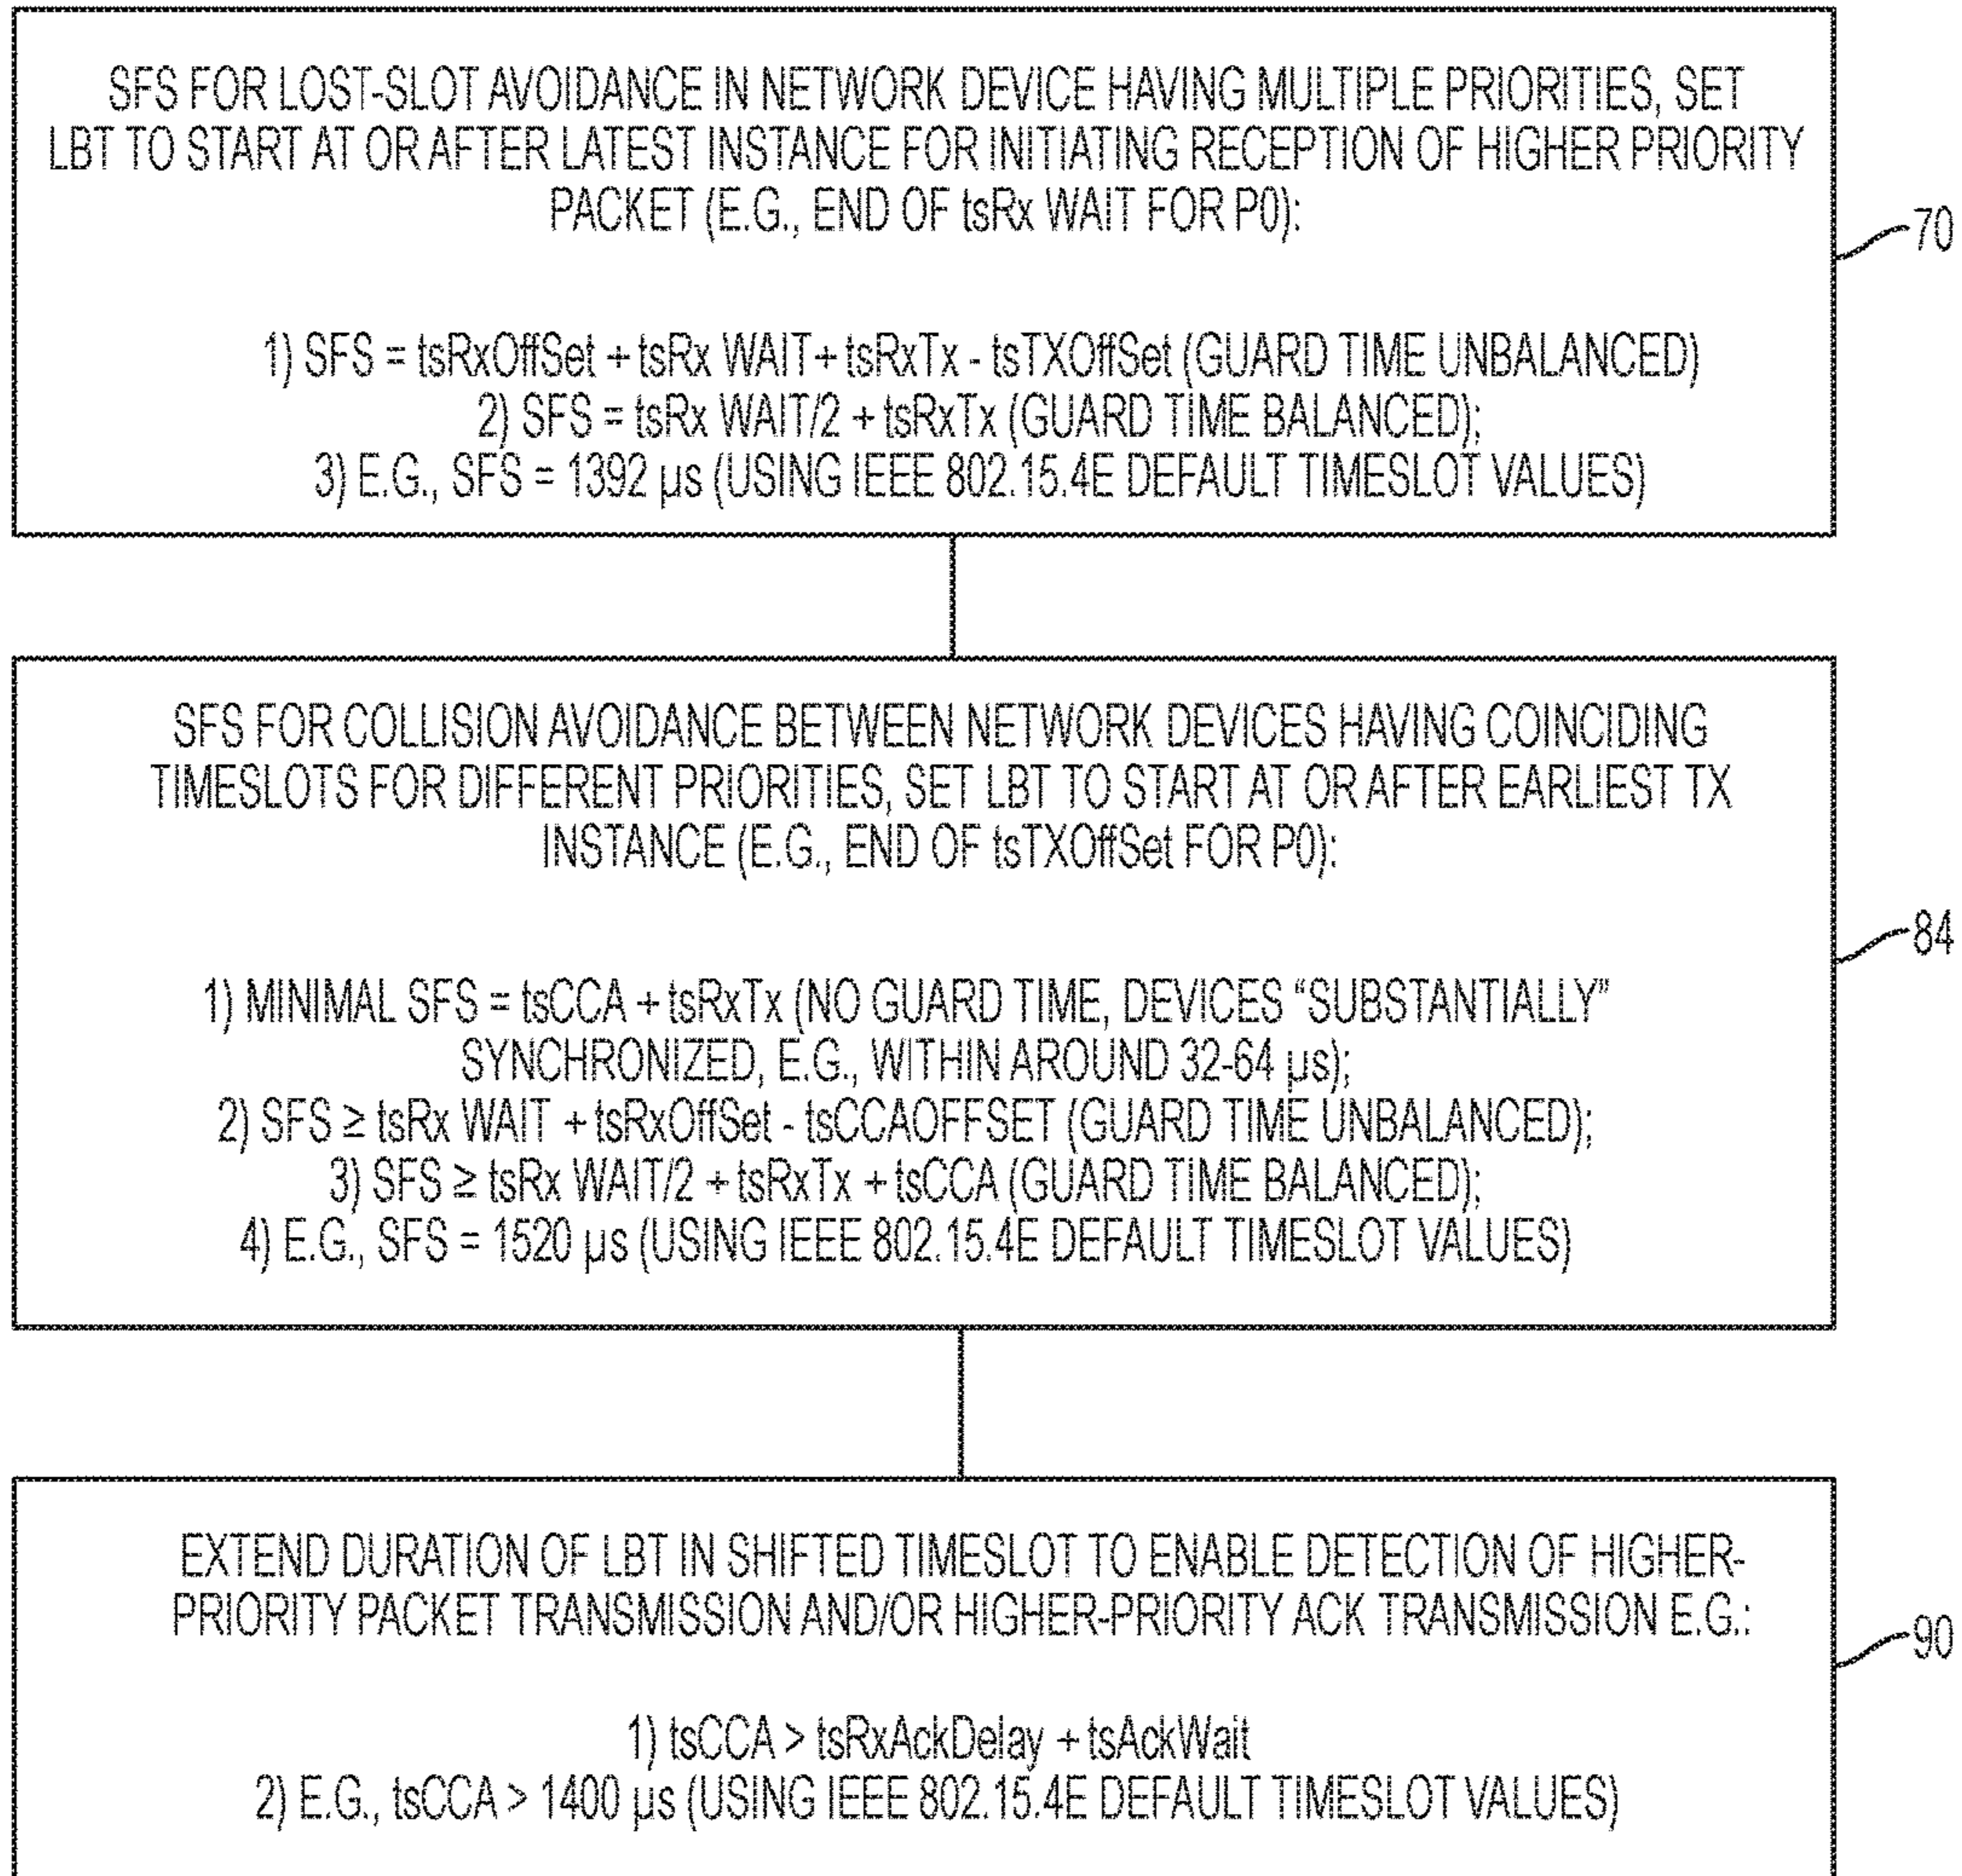 SFS FOR LOST-SLOT AVOIDANCE IN NETWORK DEVICE HAVING MULTIPLE PRIORITIES, SET
LBT TO START AT OR AFTER LATEST INSTANCE FOR INITIATING RECEPTION OF HIGHER PRIORITY
PACKET (E.G., END OF tsRx WAIT FOR P0):
1) SFS = tsRxOffSet + tsRx WAIT+ tsRxTx - tsTXOffSet (GUARD TIME UNBALANCED)
2) SFS = tsRx WAIT/2 + tsRxTx (GUARD TIME BALANCED);
3) E.G., SFS = 1392 µs (USING IEEE 802.15.4E DEFAULT TIMESLOT VALUES)
70
SFS FOR COLLISION AVOIDANCE BETWEEN NETWORK DEVICES HAVING COINCIDING
TIMESLOTS FOR DIFFERENT PRIORITIES, SET LBT TO START AT OR AFTER EARLIEST TX
INSTANCE (E.G., END OF tsTXOffSet FOR P0):
1) MINIMAL SFS = tsCCA + tsRxTx (NO GUARD TIME, DEVICES “SUBSTANTIALLY”
SYNCHRONIZED, E.G., WITHIN AROUND 32-64 µs);
2) SFS ≥ tsRx WAIT + tsRxOffSet - tsCCAOFFSET (GUARD TIME UNBALANCED);
3) SFS ≥ tsRx WAIT/2 + tsRxTx + tsCCA (GUARD TIME BALANCED);
4) E.G., SFS = 1520 µs (USING IEEE 802.15.4E DEFAULT TIMESLOT VALUES)
84
EXTEND DURATION OF LBT IN SHIFTED TIMESLOT TO ENABLE DETECTION OF HIGHER-
PRIORITY PACKET TRANSMISSION AND/OR HIGHER-PRIORITY ACK TRANSMISSION E.G.:
1) tsCCA > tsRxAckDelay + tsAckWait
2) E.G., tsCCA > 1400 µs (USING IEEE 802.15.4E DEFAULT TIMESLOT VALUES)
90